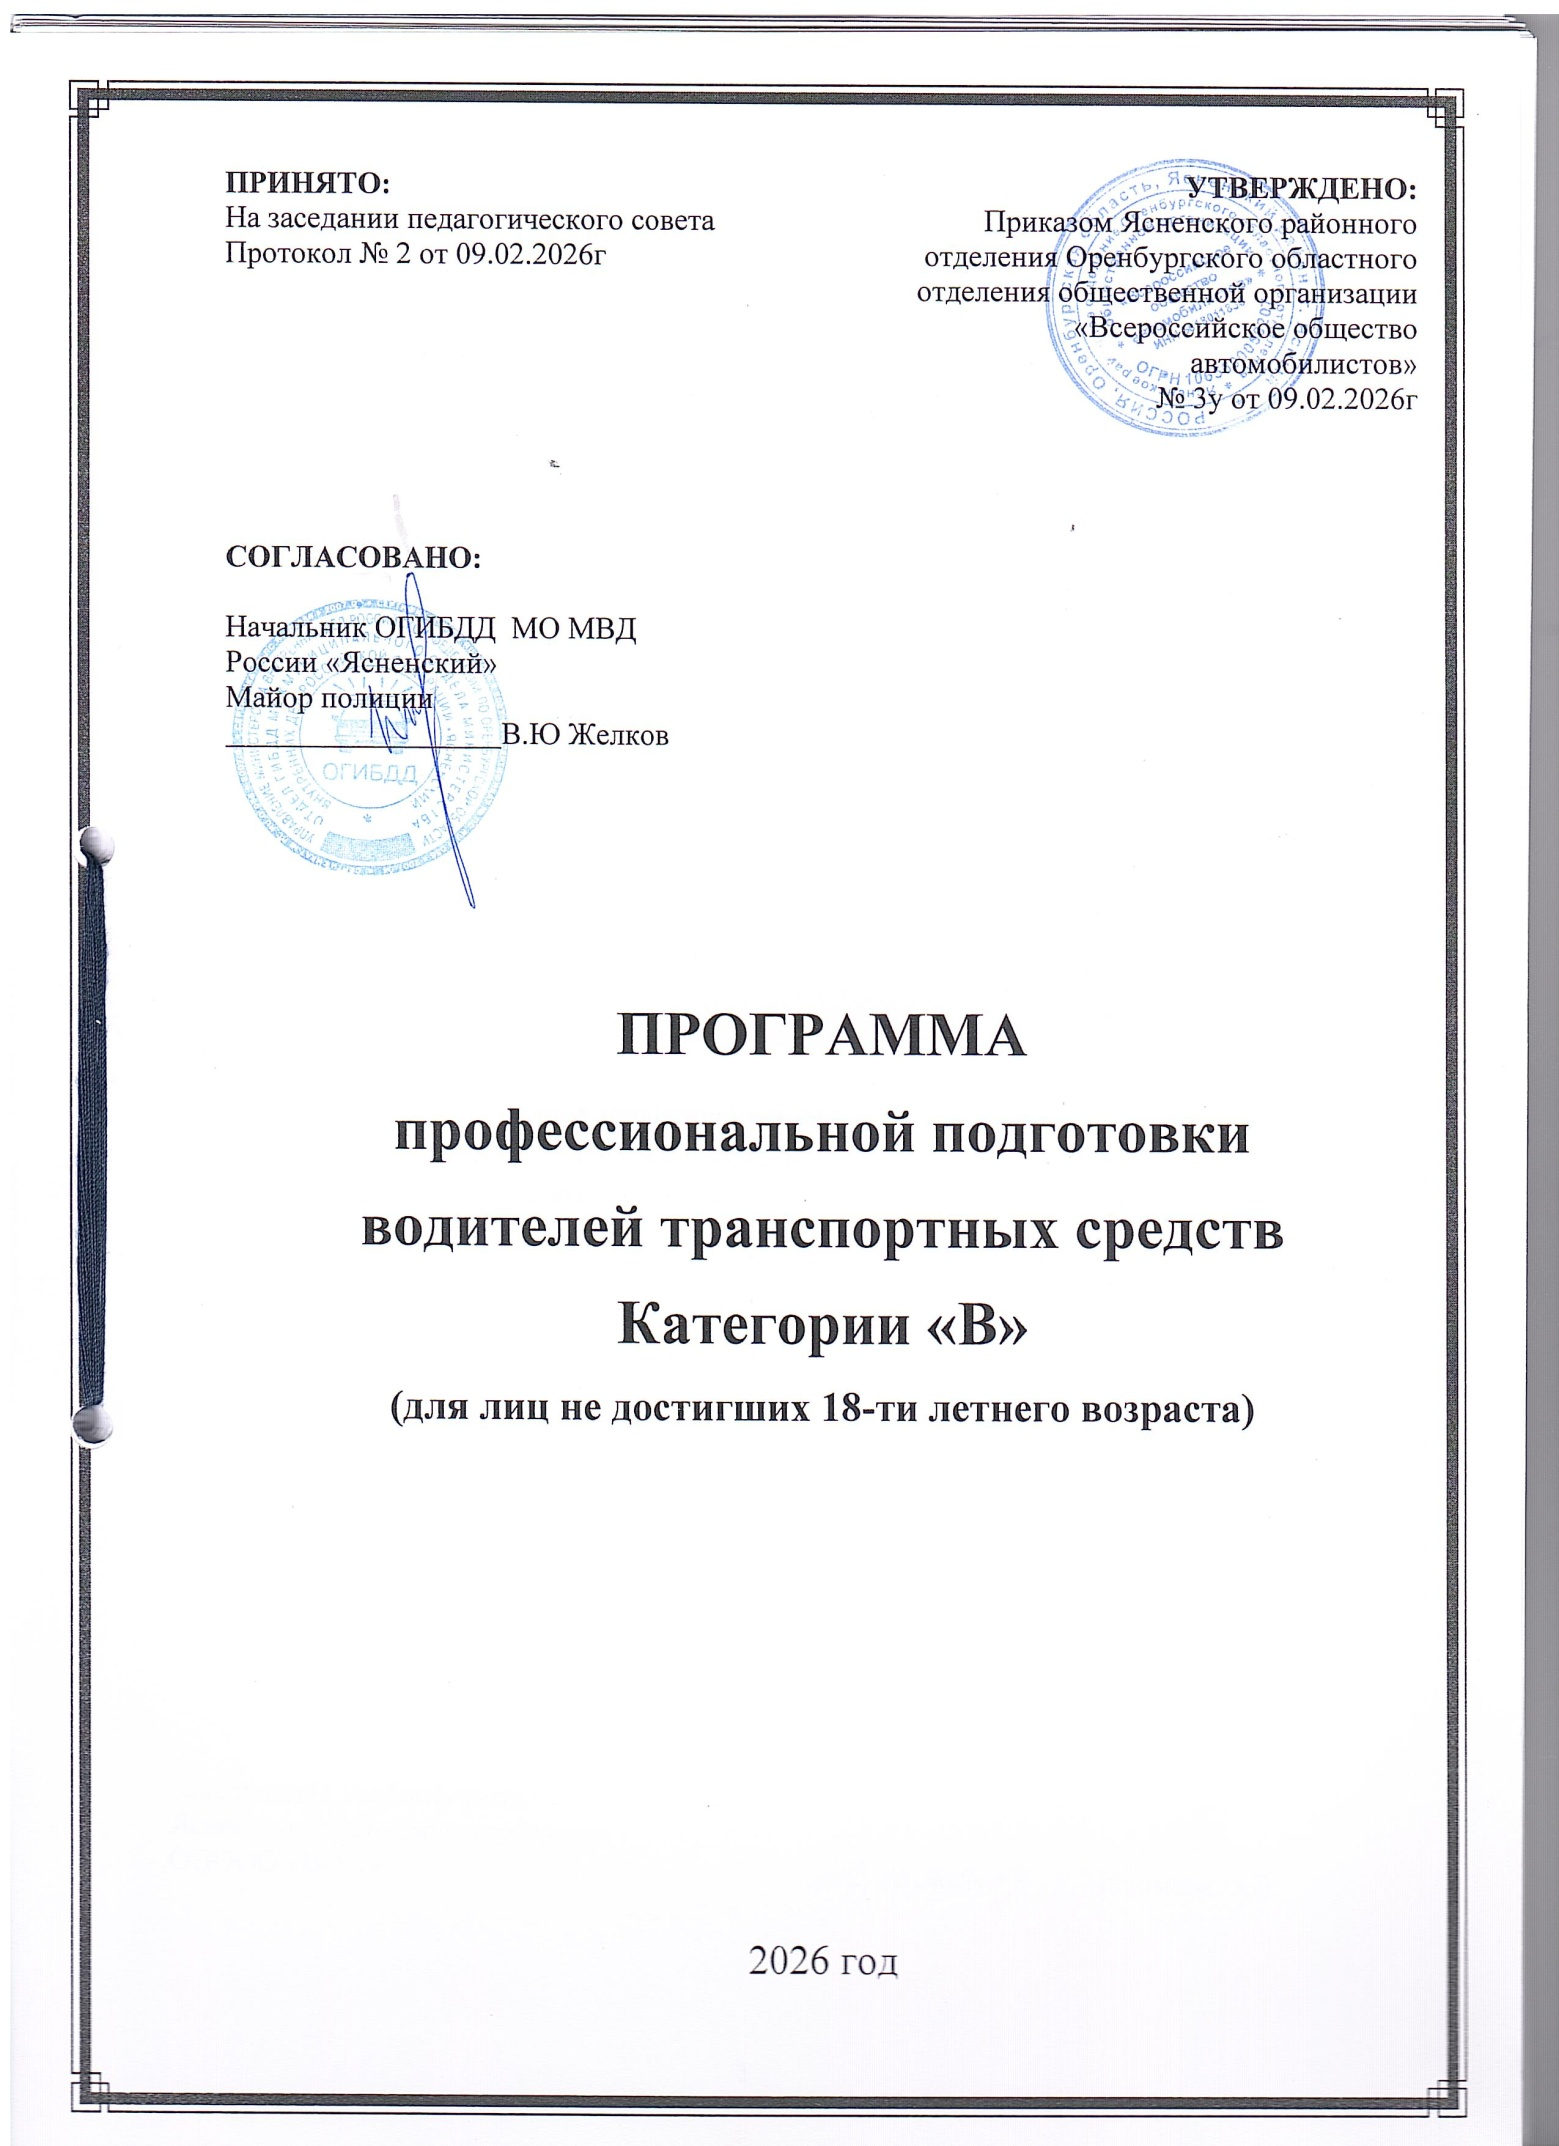 ПРИНЯТО:
На заседании педагогического совета
Протокол № 2 от 09.02.2026г
УТВЕРЖДЕНО:
Приказом Ясненского районного
отделения Оренбургского областного
отделения общественной организации
«Всероссийское общество
автомобилистов»
№ 3у от 09.02.2026г
СОГЛАСОВАНО:
Начальник ОГИБДД МО МВД
России «Ясненский»
Майор полиции
В.Ю Желков
ОГИБДД
ПРОГРАММА
профессиональной подготовки
водителей транспортных средств
Категории «В»
(для лиц не достигших 18-ти летнего возраста)
2026 год